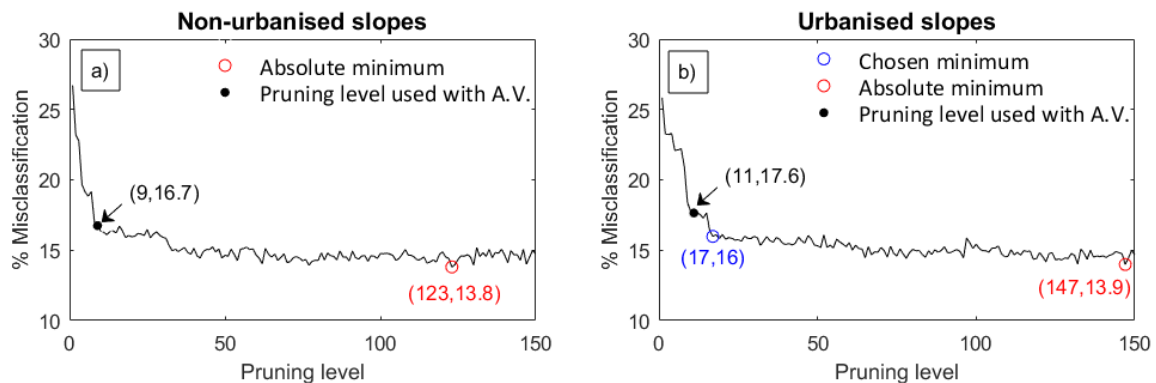 Non-urbanised slopes
30
25
20
15
10
% Misclassification
a)
Absolute minimum
Pruning level used with A.V.
(9,16.7)
(123,13.8)
0
50
100
150
Pruning level
Urbanised slopes
30
25
20
15
10
% Misclassification
b)
Chosen minimum
Absolute minimum
Pruning level used with A.V.
(11,17.6)
(17,16)
(147,13.9)
0
50
100
150
Pruning level